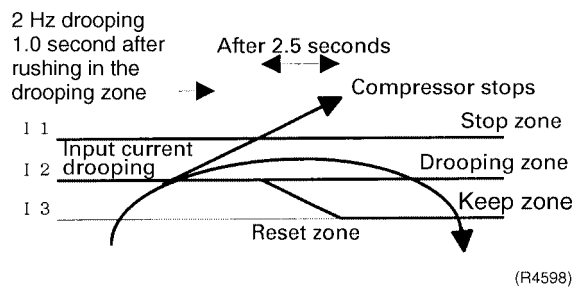 2 Hz drooping
1.0 second after
rushing in the
drooping zone
After 2.5 seconds
Compressor stops
I 1
Stop zone
Input current
drooping
I 2
Drooping zone
I 3
Keep zone
Reset zone
(R4598)